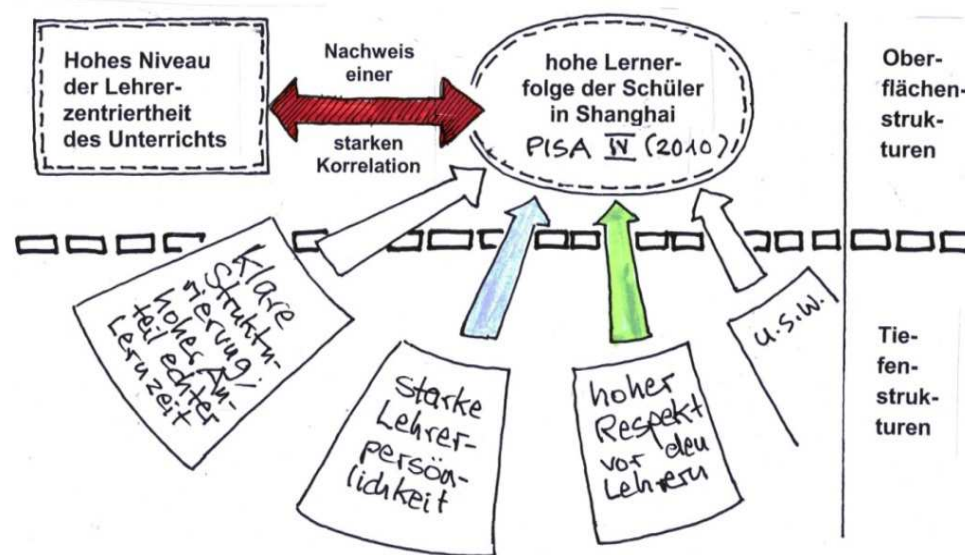 Hohes Niveau
der Lehrer-
zentriertheit
des Unterrichts
Nachweis
einer
starken
Korrelation
hohe Lerner-
folge der Schüler
in Shanghai
PISA IV (2010)
Ober-
flächen-
struk-
turen
Klare
Struktu-
rierung,
hoher An-
teil echter
Lernzeit
starke
Lehrer-
persön-
lichkeit
hoher
Respekt
vor den
Lehrern
u.s.w.
Tie-
fen-
struk-
turen